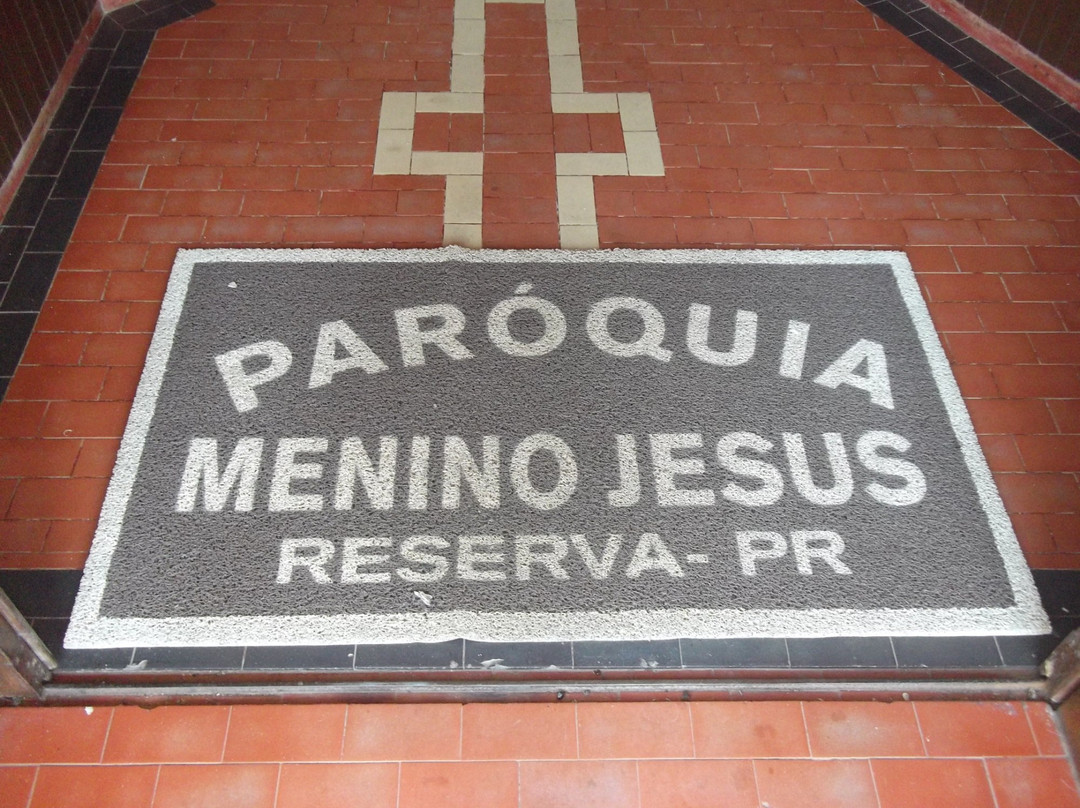 PARÓQUIA
MENINO JESUS
RESERVA- PR